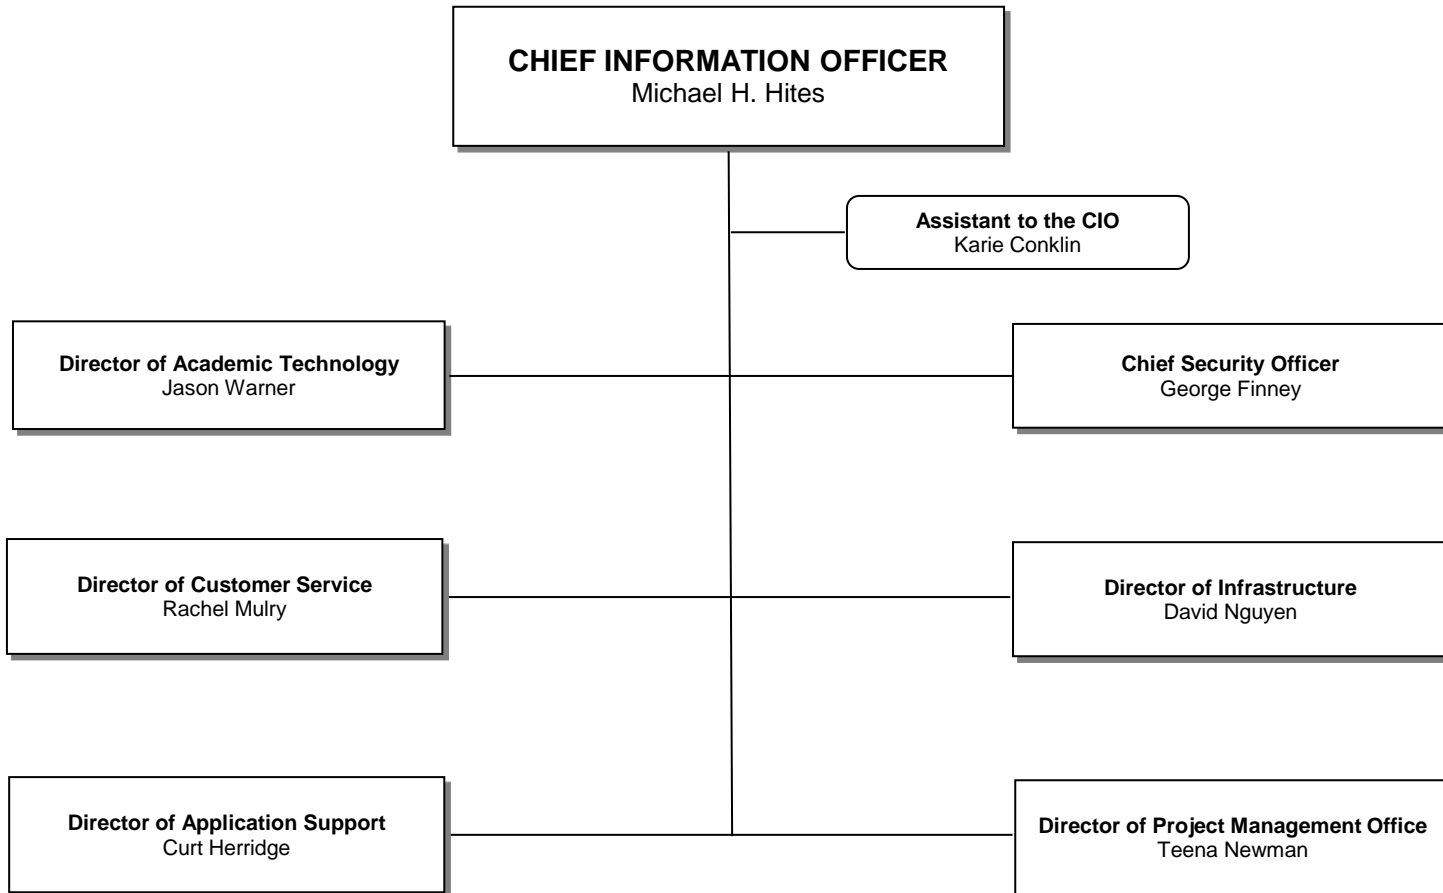 CHIEF INFORMATION OFFICER
Michael H. Hites
Assistant to the CIO
Karie Conklin
Director of Academic Technology
Jason Warner
Chief Security Officer
George Finney
Director of Customer Service
Rachel Mulry
Director of Infrastructure
David Nguyen
Director of Application Support
Curt Herridge
Director of Project Management Office
Teena Newman